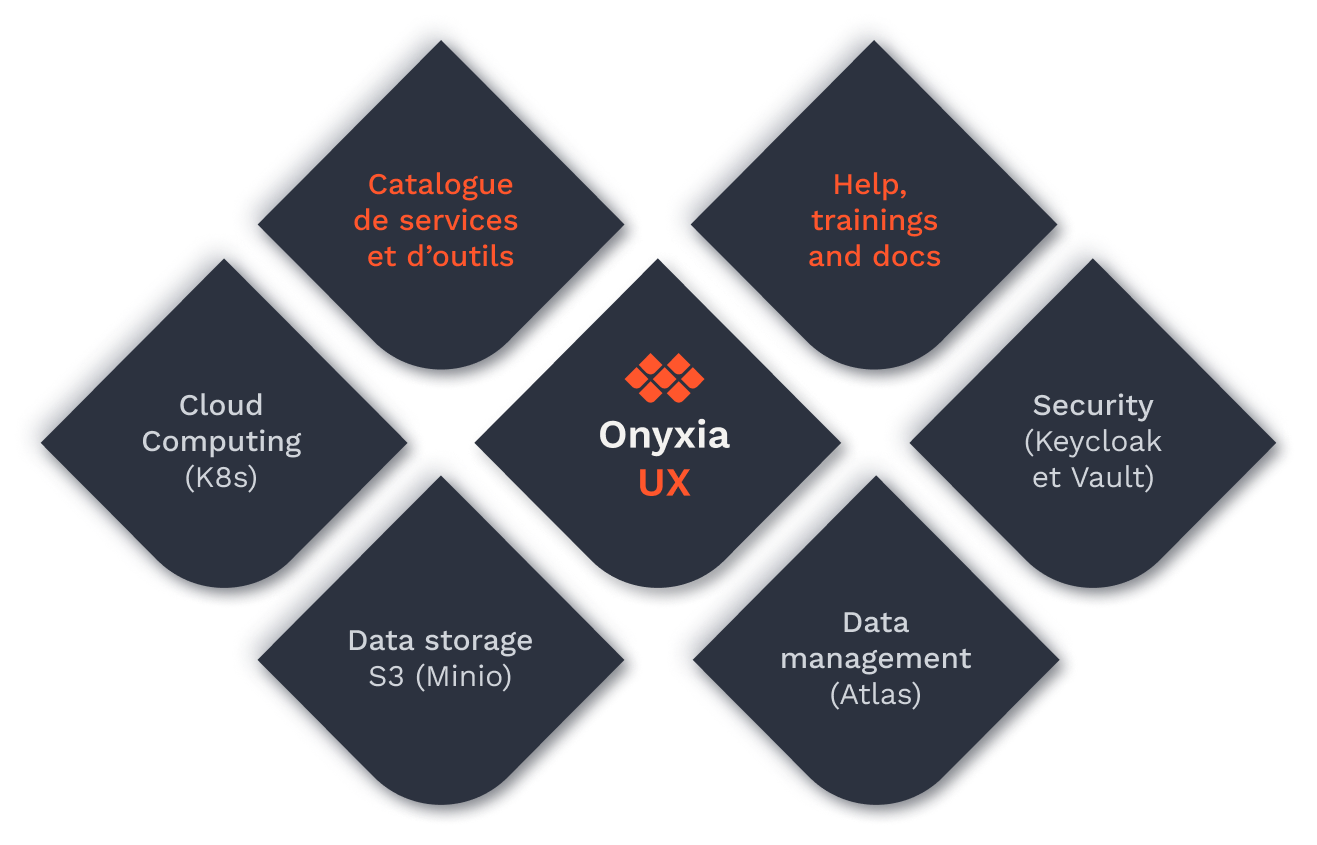 Catalogue
de services
et d’outils
Help,
trainings
and docs
Cloud
Computing
(K8s)
Onyxia
UX
Security
(Keycloak
et Vault)
Data storage
S3 (Minio)
Data
management
(Atlas)